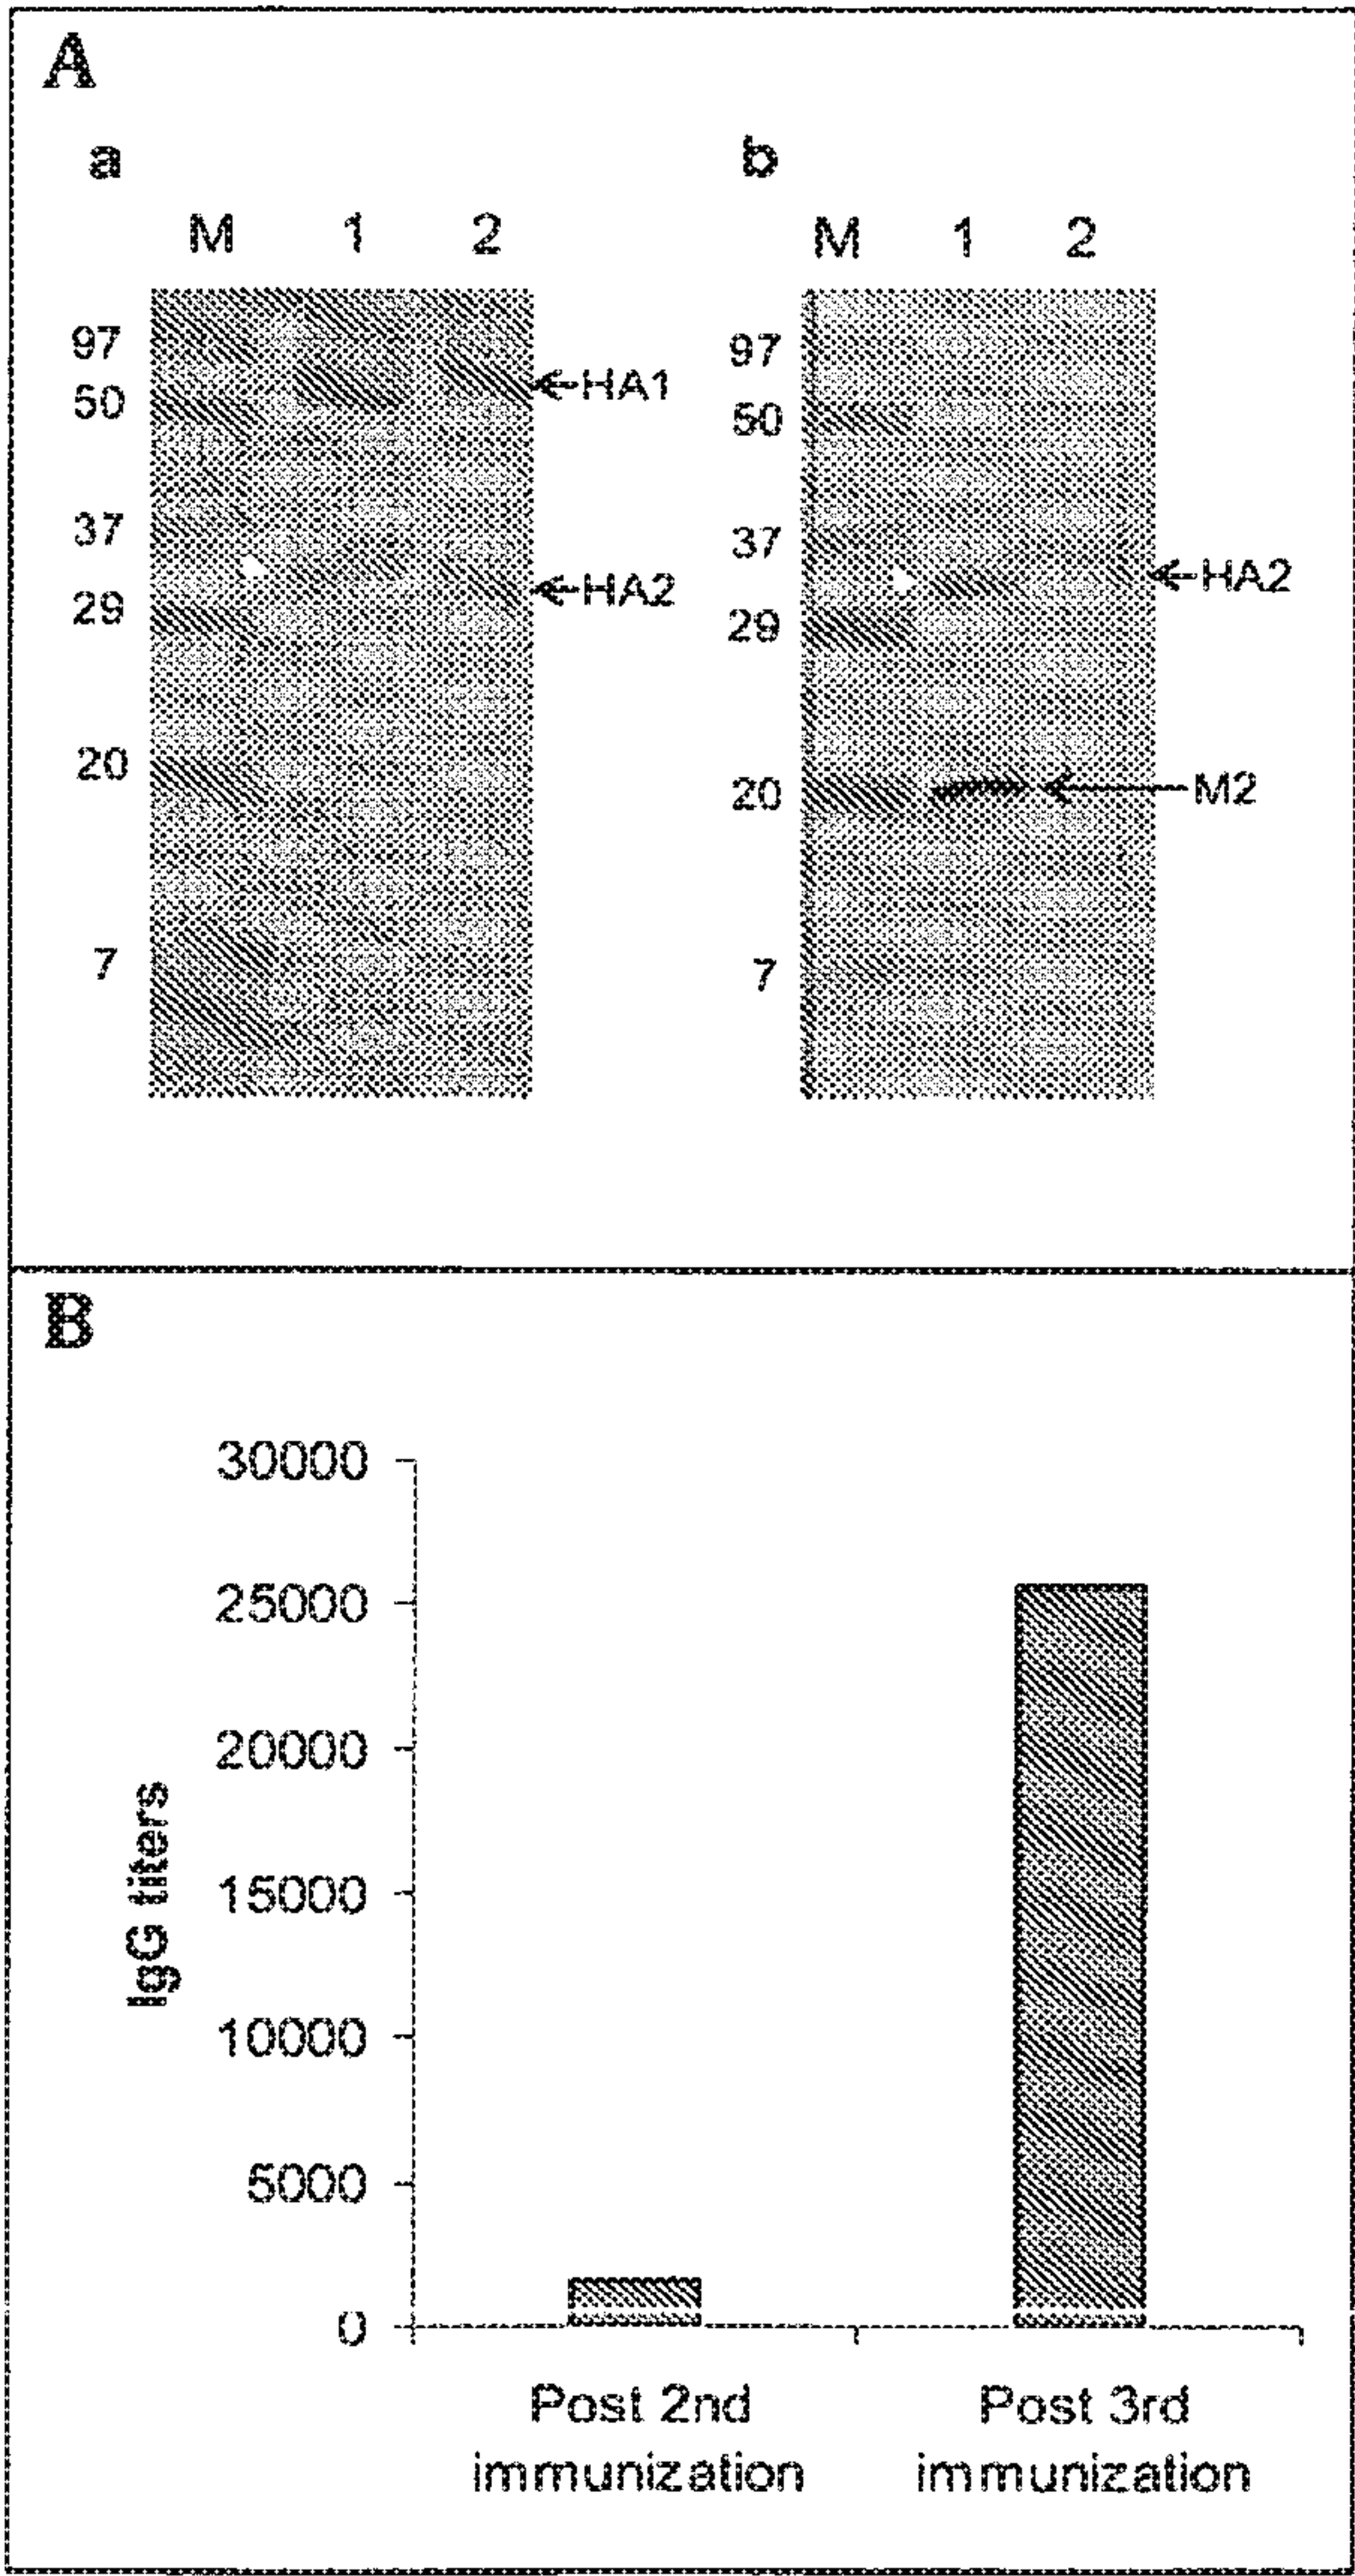 A
a
b
M 1 2
M 1 2
97
50
37
29
20
7
HA1
HA2
97
50
37
29
20
7
HA2
M2
B
30000
25000
20000
15000
10000
5000
0
IgG titers
Post 2nd
immunization
Post 3rd
immunization